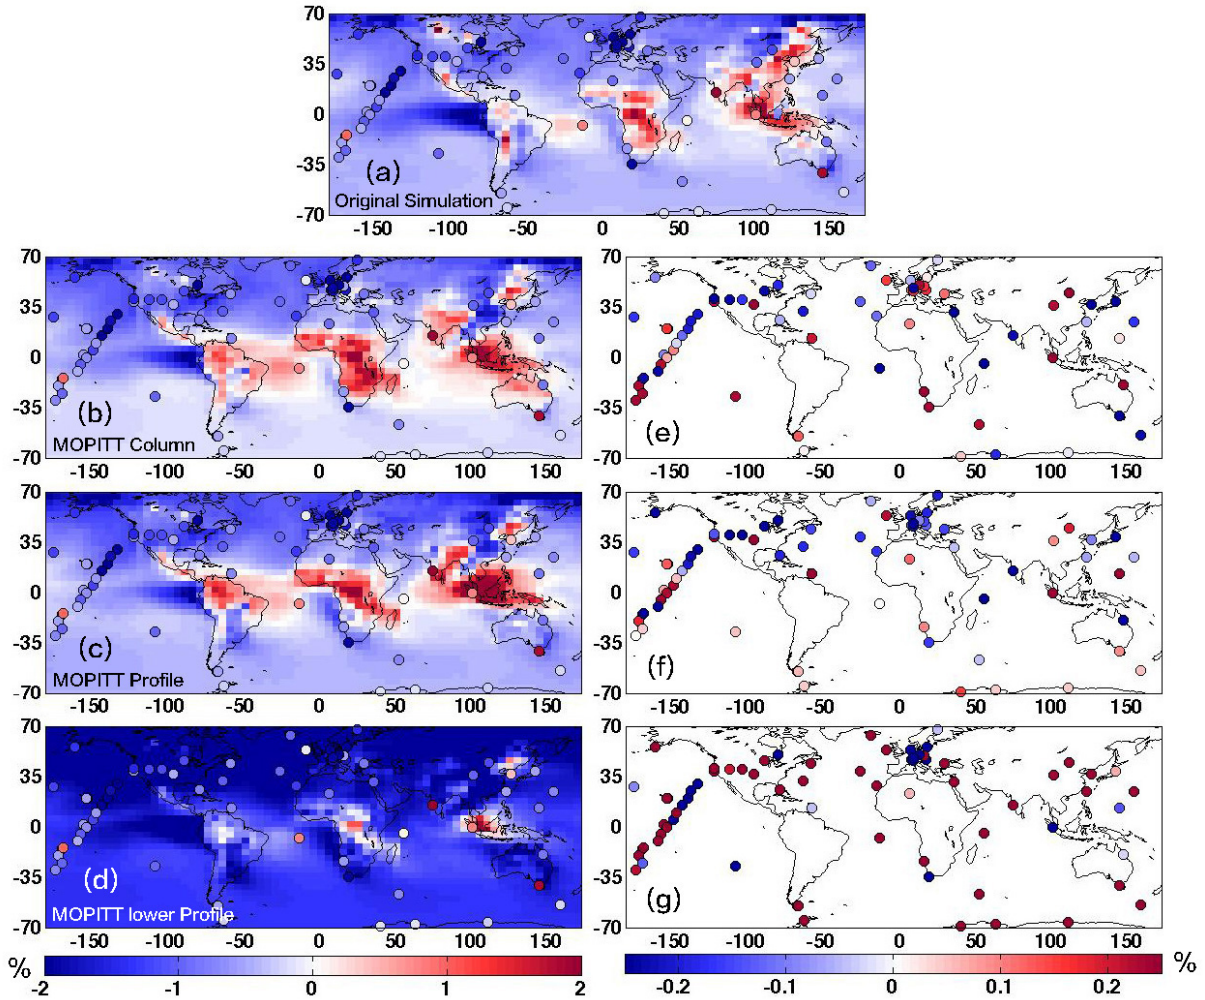 70
35
0
-35
-70
(a)
Original Simulation
-150 -100 -50 0 50 100 150
70
35
0
-35
-70
(b)
MOPITT Column
-150 -100 -50 0 50 100 150
70
35
0
-35
-70
(e)
-150 -100 -50 0 50 100 150
70
35
0
-35
-70
(c)
MOPITT Profile
-150 -100 -50 0 50 100 150
70
35
0
-35
-70
(f)
-150 -100 -50 0 50 100 150
70
35
0
-35
-70
(d)
MOPITT lower Profile
-150 -100 -50 0 50 100 150
70
35
0
-35
-70
(g)
-150 -100 -50 0 50 100 150
%
-2 -1 0 1 2
%
-0.2 -0.1 0 0.1 0.2